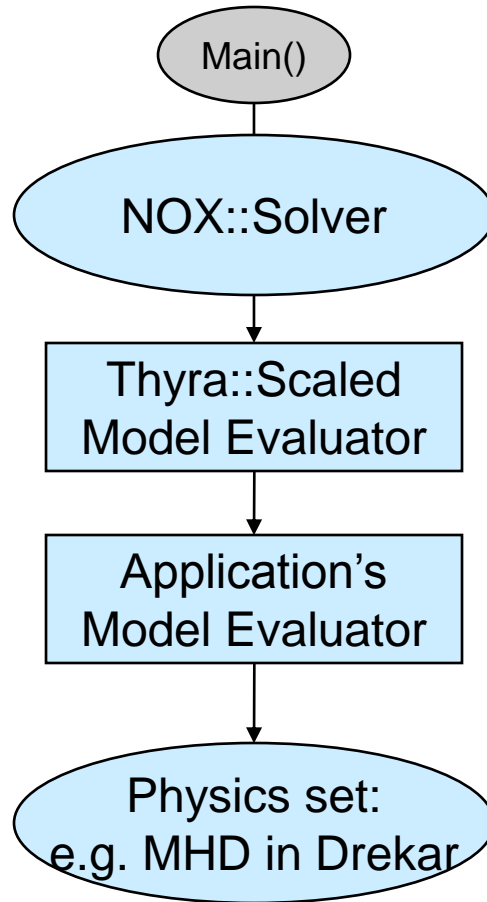 Main()
NOX::Solver
Thyra::Scaled
Model Evaluator
Application’s
Model Evaluator
Physics set:
e.g. MHD in Drekar